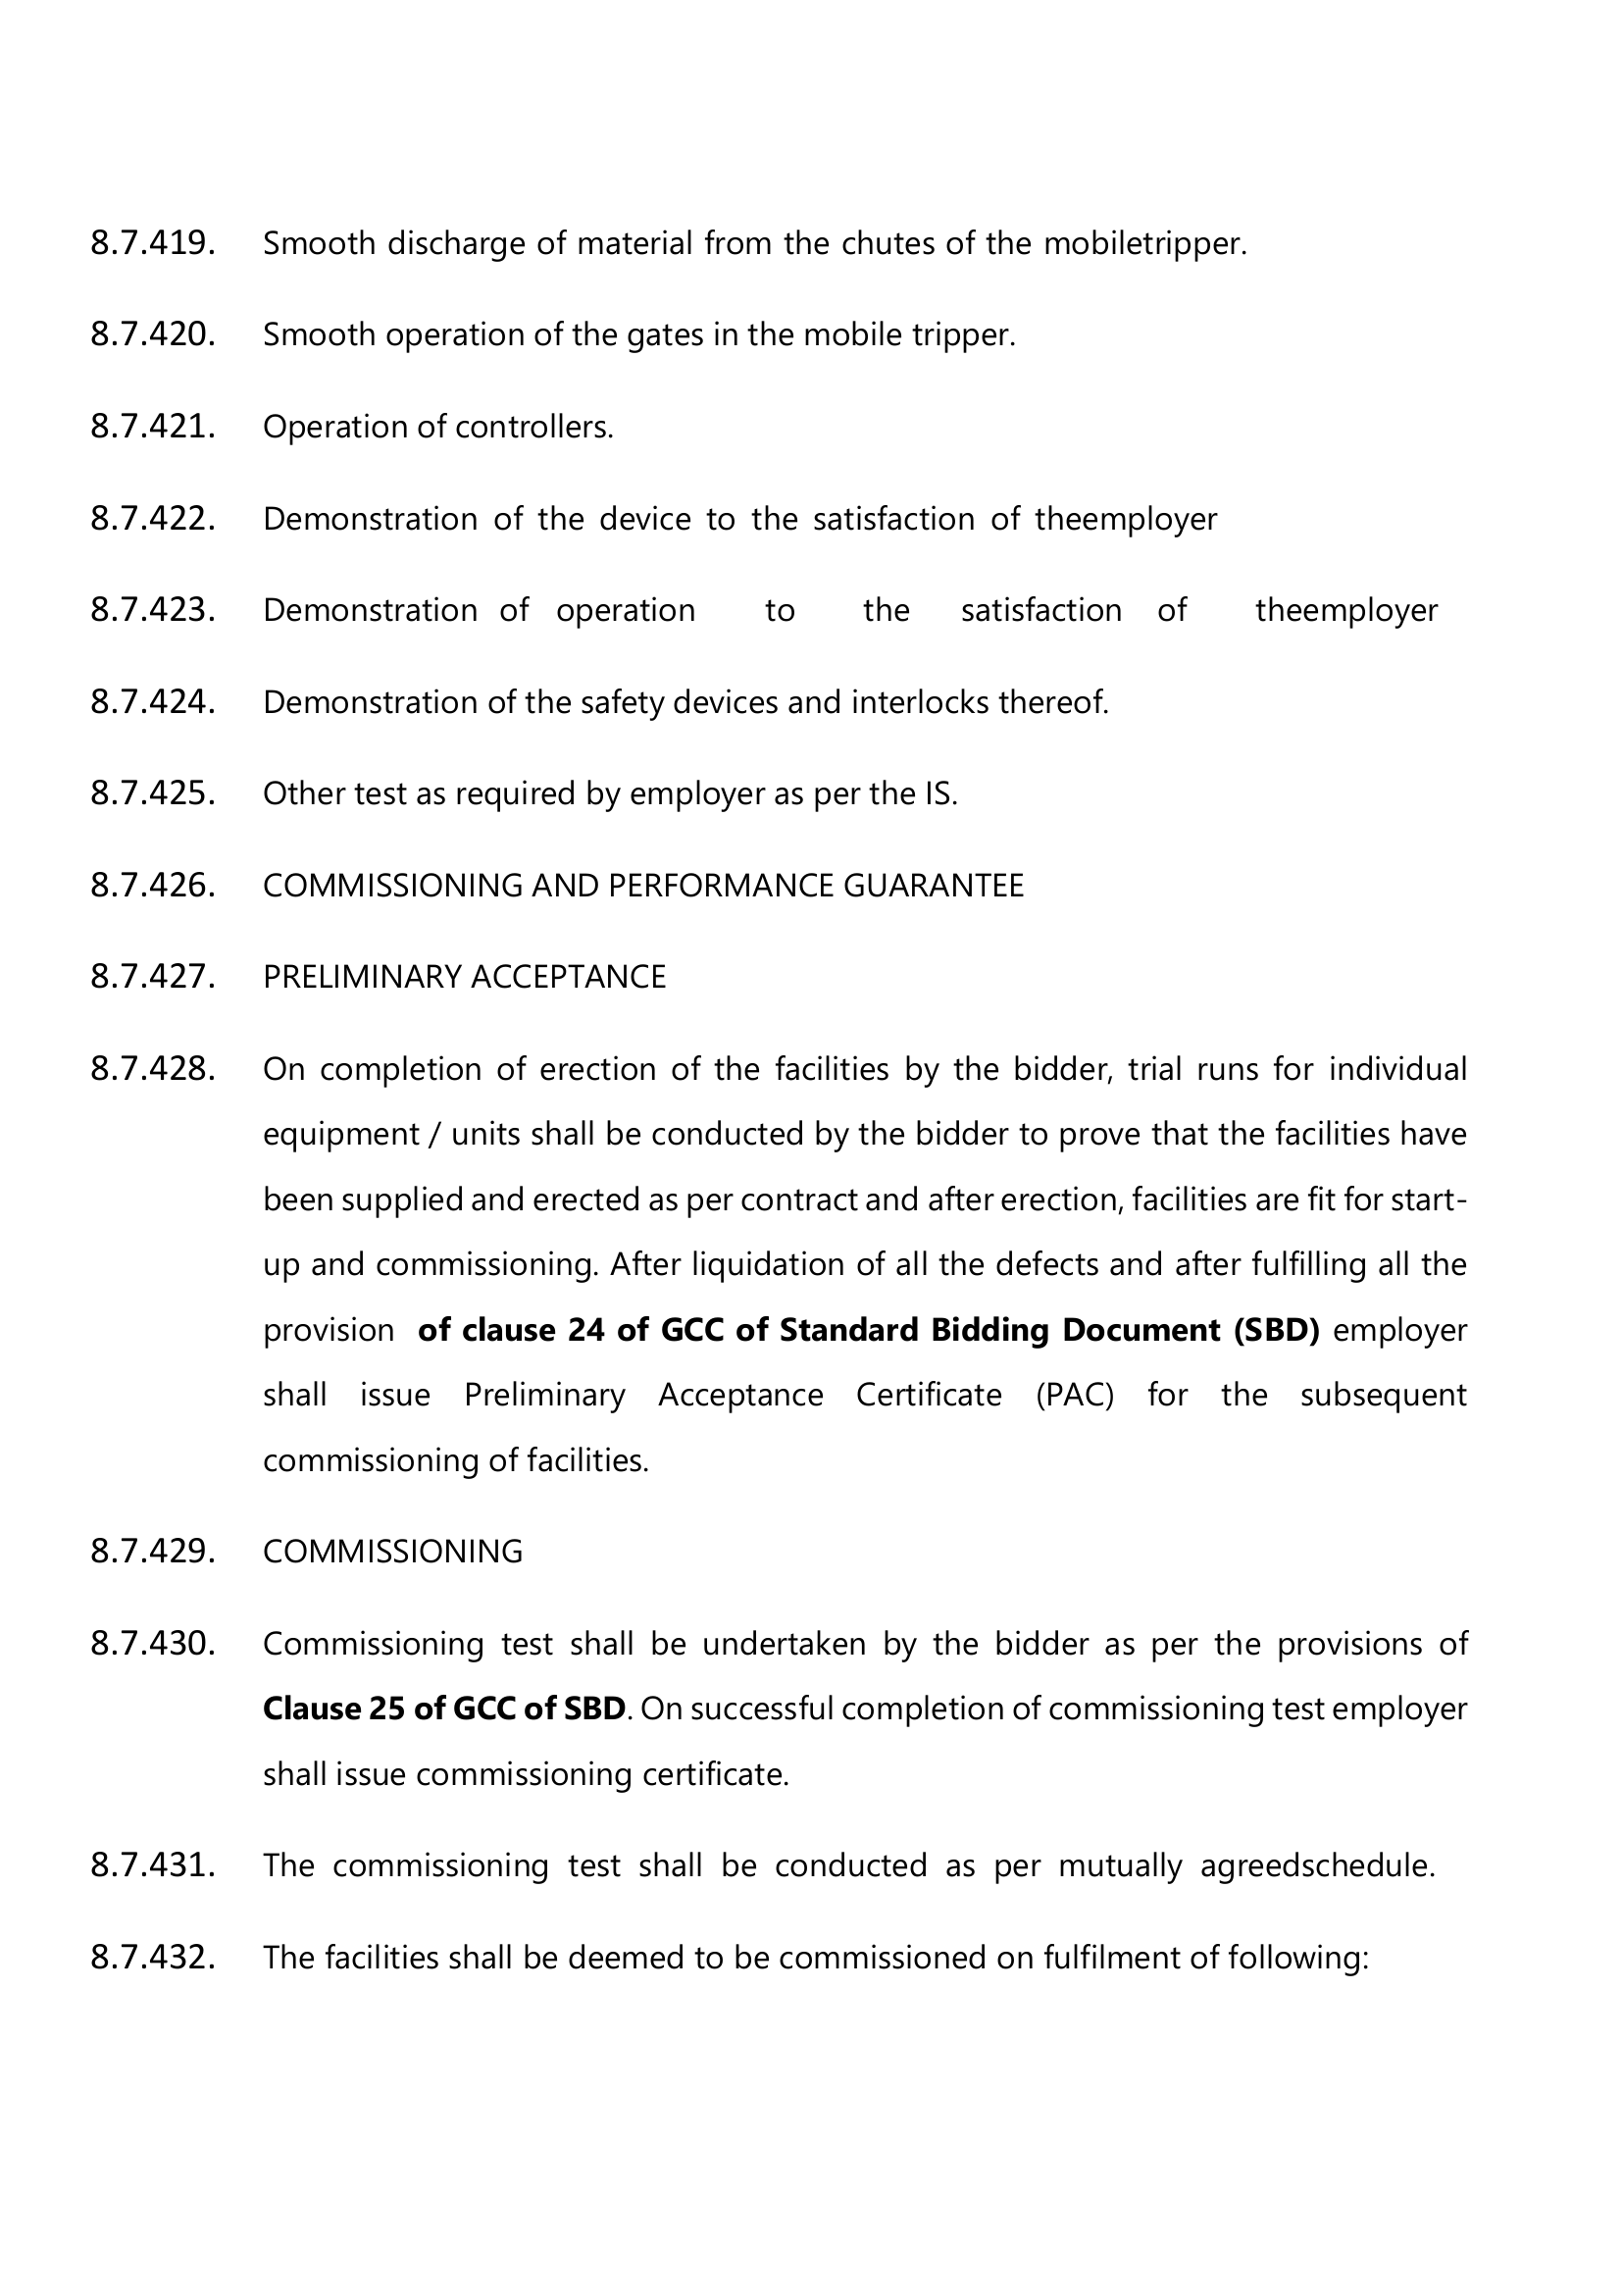 8.7.419. Smooth discharge of material from the chutes of the mobiletripper.
8.7.420. Smooth operation of the gates in the mobile tripper.
8.7.421. Operation of controllers.
8.7.422. Demonstration of the device to the satisfaction of theemployer
8.7.423. Demonstration of operation to the satisfaction of theemployer
8.7.424. Demonstration of the safety devices and interlocks thereof.
8.7.425. Other test as required by employer as per the IS.
8.7.426. COMMISSIONING AND PERFORMANCE GUARANTEE
8.7.427. PRELIMINARY ACCEPTANCE
8.7.428. On completion of erection of the facilities by the bidder, trial runs for individual
equipment / units shall be conducted by the bidder to prove that the facilities have
been supplied and erected as per contract and after erection, facilities are fit for start-
up and commissioning. After liquidation of all the defects and after fulfilling all the
provision of clause 24 of GCC of Standard Bidding Document (SBD) employer
shall issue Preliminary Acceptance Certificate (PAC) for the subsequent
commissioning of facilities.
8.7.429. COMMISSIONING
8.7.430. Commissioning test shall be undertaken by the bidder as per the provisions of
Clause 25 of GCC of SBD. On successful completion of commissioning test employer
shall issue commissioning certificate.
8.7.431. The commissioning test shall be conducted as per mutually agreedschedule.
8.7.432. The facilities shall be deemed to be commissioned on fulfilment of following: